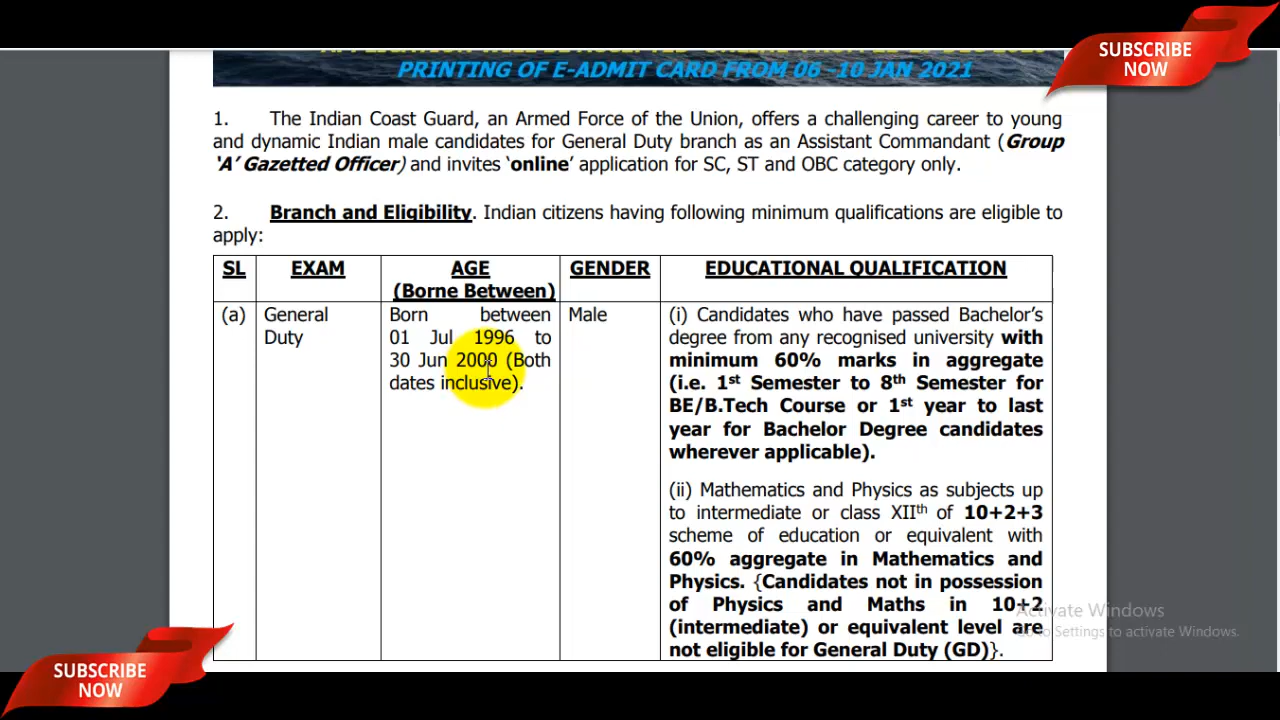 SUBSCRIBE
NOW
PRINTING OF E-ADMIT CARD FROM 06 -10 JAN 2021
1. The Indian Coast Guard, an Armed Force of the Union, offers a challenging career to young
and dynamic Indian male candidates for General Duty branch as an Assistant Commandant (Group
‘A’ Gazetted Officer) and invites ‘online’ application for SC, ST and OBC category only.
2. Branch and Eligibility. Indian citizens having following minimum qualifications are eligible to
apply:
SL EXAM AGE GENDER EDUCATIONAL QUALIFICATION
(Borne Between)
(a) General Duty
Born between
01 Jul 1996 to
30 Jun 2000 (Both
dates inclusive).
Male
(i) Candidates who have passed Bachelor’s
degree from any recognised university with
minimum 60% marks in aggregate
(i.e. 1st Semester to 8th Semester for
BE/B.Tech Course or 1st year to last
year for Bachelor Degree candidates
wherever applicable).
(ii) Mathematics and Physics as subjects up
to intermediate or class XIIth of 10+2+3
scheme of education or equivalent with
60% aggregate in Mathematics and
Physics. {Candidates not in possession
of Physics and Maths in 10+2
(intermediate) or equivalent level are
not eligible for General Duty (GD)}.
Activate Windows
Go to Settings to activate Windows.
SUBSCRIBE
NOW